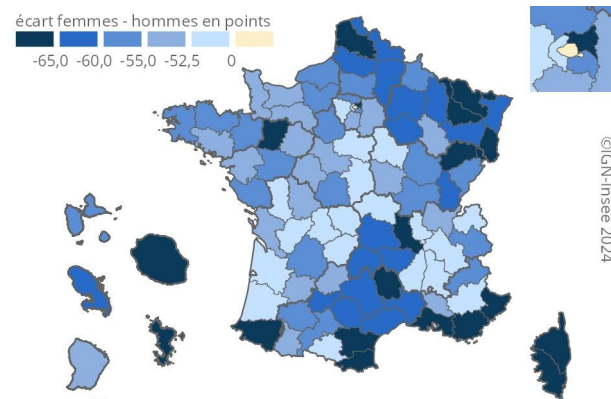 écart femmes - hommes en points
-65,0 -60,0 -55,0 -52,5 0
©IGN-Insee 2024